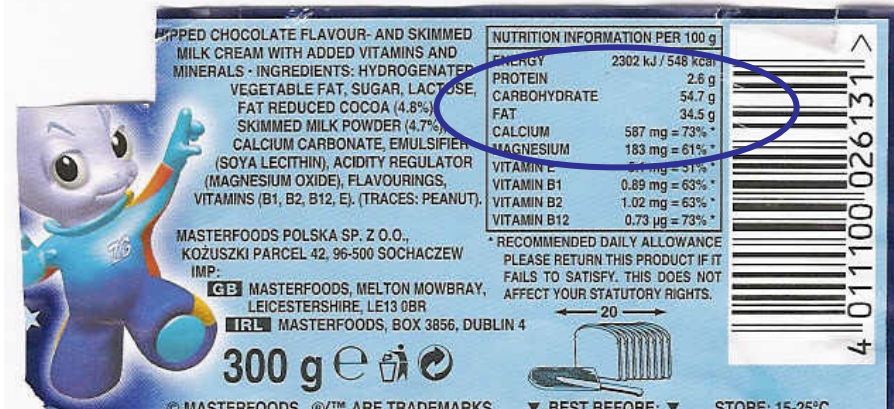 HIPPED CHOCOLATE FLAVOUR- AND SKIMMED
MILK CREAM WITH ADDED VITAMINS AND
MINERALS · INGREDIENTS: HYDROGENATED
VEGETABLE FAT, SUGAR, LACTOSE,
FAT REDUCED COCOA (4.8%),
SKIMMED MILK POWDER (4.7%),
CALCIUM CARBONATE, EMULSIFIER
(SOYA LECITHIN), ACIDITY REGULATOR
(MAGNESIUM OXIDE), FLAVOURINGS,
VITAMINS (B1, B2, B12, E). (TRACES: PEANUT).
MASTERFOODS POLSKA SP. Z O.O.,
KOŻUSZKI PARCEL 42, 96-500 SOCHACZEW
IMP:
GB MASTERFOODS, MELTON MOWBRAY,
LEICESTERSHIRE, LE13 0BR
IRL MASTERFOODS, BOX 3856, DUBLIN 4
300 g e
© MASTERFOODS ®/™ ARE TRADEMARKS
NUTRITION INFORMATION PER 100 g
ENERGY 2302 kJ / 548 kcal
PROTEIN 2.6 g
CARBOHYDRATE 54.7 g
FAT 34.5 g
CALCIUM 587 mg = 73% *
MAGNESIUM 183 mg = 61% *
VITAMIN E 5.1 mg = 51% *
VITAMIN B1 0.89 mg = 63% *
VITAMIN B2 1.02 mg = 63% *
VITAMIN B12 0.73 µg = 73% *
* RECOMMENDED DAILY ALLOWANCE
PLEASE RETURN THIS PRODUCT IF IT
FAILS TO SATISFY. THIS DOES NOT
AFFECT YOUR STATUTORY RIGHTS.
20
▼ BEST BEFORE: ▼ STORE: 15-25°C
4 011100 026131 >